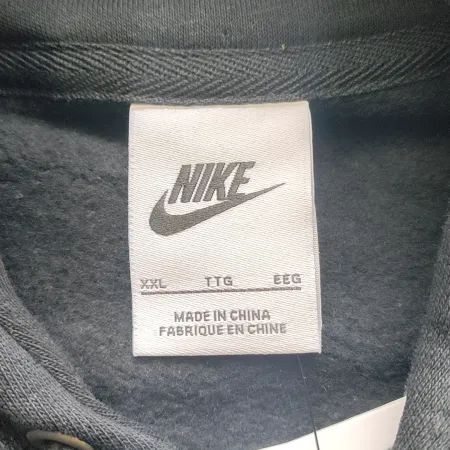 NIKE
XXL TTG EEG
MADE IN CHINA
FABRIQUE EN CHINE